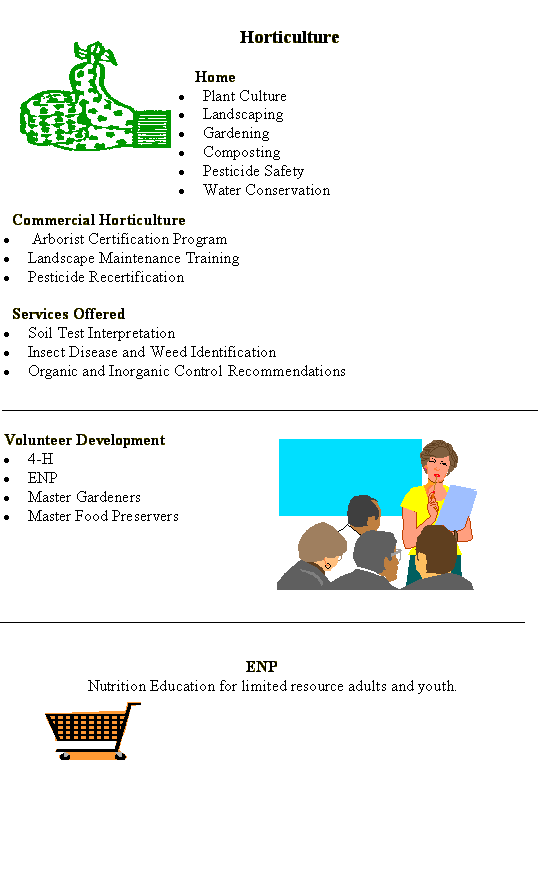 Horticulture
Home
• Plant Culture
• Landscaping
• Gardening
• Composting
• Pesticide Safety
• Water Conservation
Commercial Horticulture
• Arborist Certification Program
• Landscape Maintenance Training
• Pesticide Recertification
Services Offered
• Soil Test Interpretation
• Insect Disease and Weed Identification
• Organic and Inorganic Control Recommendations
Volunteer Development
• 4-H
• ENP
• Master Gardeners
• Master Food Preservers
ENP
Nutrition Education for limited resource adults and youth.